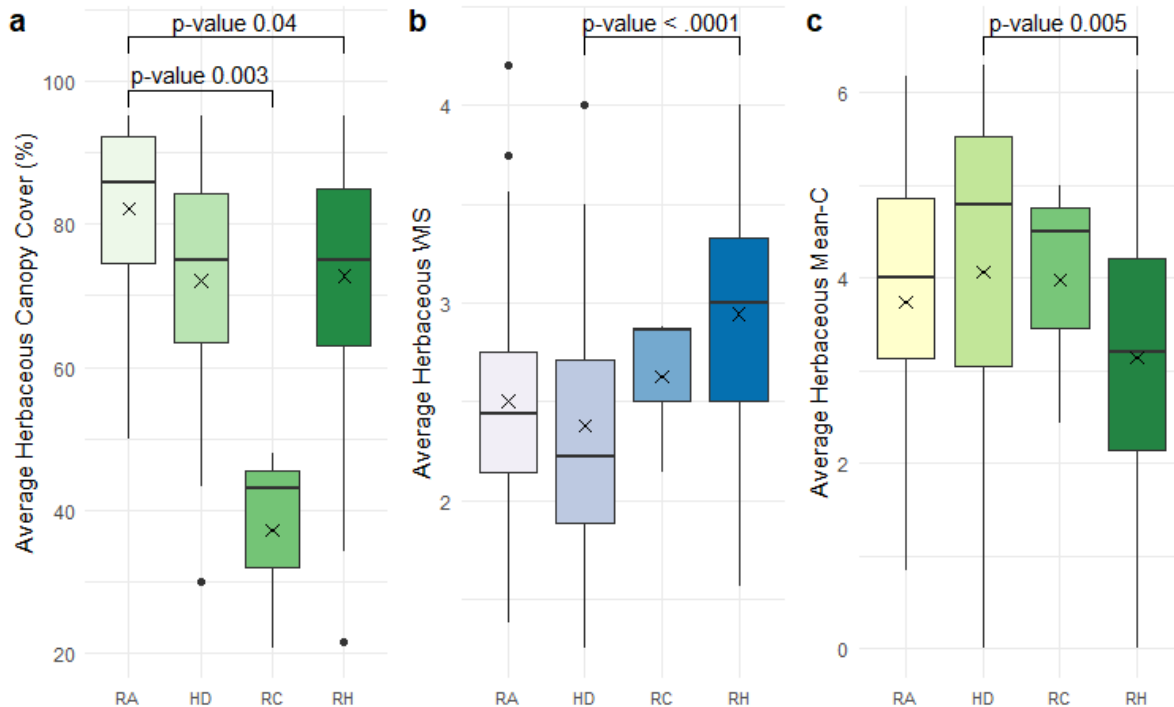 a
p-value 0.04
p-value 0.003
Average Herbaceous Canopy Cover (%)
100
80
60
40
20
RA HD RC RH
b
p-value < .0001
Average Herbaceous WIS
4
3
2
RA HD RC RH
c
p-value 0.005
Average Herbaceous Mean-C
6
4
2
0
RA HD RC RH